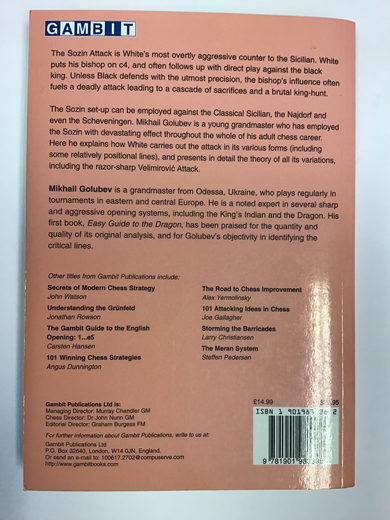 GAMBIT
The Sozin Attack is White's most overtly aggressive counter to the Sicilian. White
puts his bishop on c4, and often follows up with direct play against the black
king. Unless Black defends with the utmost precision, the bishop's influence often
fuels a deadly attack leading to a cascade of sacrifices and a brutal king-hunt.
The Sozin set-up can be employed against the Classical Sicilian, the Najdorf and
even the Scheveningen. Mikhail Golubev is a young grandmaster who has employed
the Sozin with devastating effect throughout the whole of his adult chess career.
Here he explains how White carries out the attack in its various forms (including
some relatively positional lines), and presents in detail the theory of all its variations,
including the razor-sharp Velimirović Attack.
Mikhail Golubev is a grandmaster from Odessa, Ukraine, who plays regularly in
tournaments in eastern and central Europe. He is a noted expert in several sharp
and aggressive opening systems, including the King's Indian and the Dragon. His
first book, Easy Guide to the Dragon, has been praised for the quantity and
quality of its original analysis, and for Golubev's objectivity in identifying the
critical lines.
Other titles from Gambit Publications include:
Secrets of Modern Chess Strategy
John Watson
Understanding the Grünfeld
Jonathan Rowson
The Gambit Guide to the English
Opening: 1...e5
Carsten Hansen
101 Winning Chess Strategies
Angus Dunnington
The Road to Chess Improvement
Alex Yermolinsky
101 Attacking Ideas in Chess
Joe Gallagher
Storming the Barricades
Larry Christiansen
The Meran System
Steffen Pedersen
Gambit Publications Ltd is:
Managing Director: Murray Chandler GM
Chess Director: Dr John Nunn GM
Editorial Director: Graham Burgess FM
For further information about Gambit Publications, write to us at:
Gambit Publications Ltd
P.O. Box 32640, London, W14 0JN, England.
Or send an e-mail to: 100617.2702@compuserve.com
http://www.gambitbooks.com
£14.99
ISBN 1 901983
9 781901